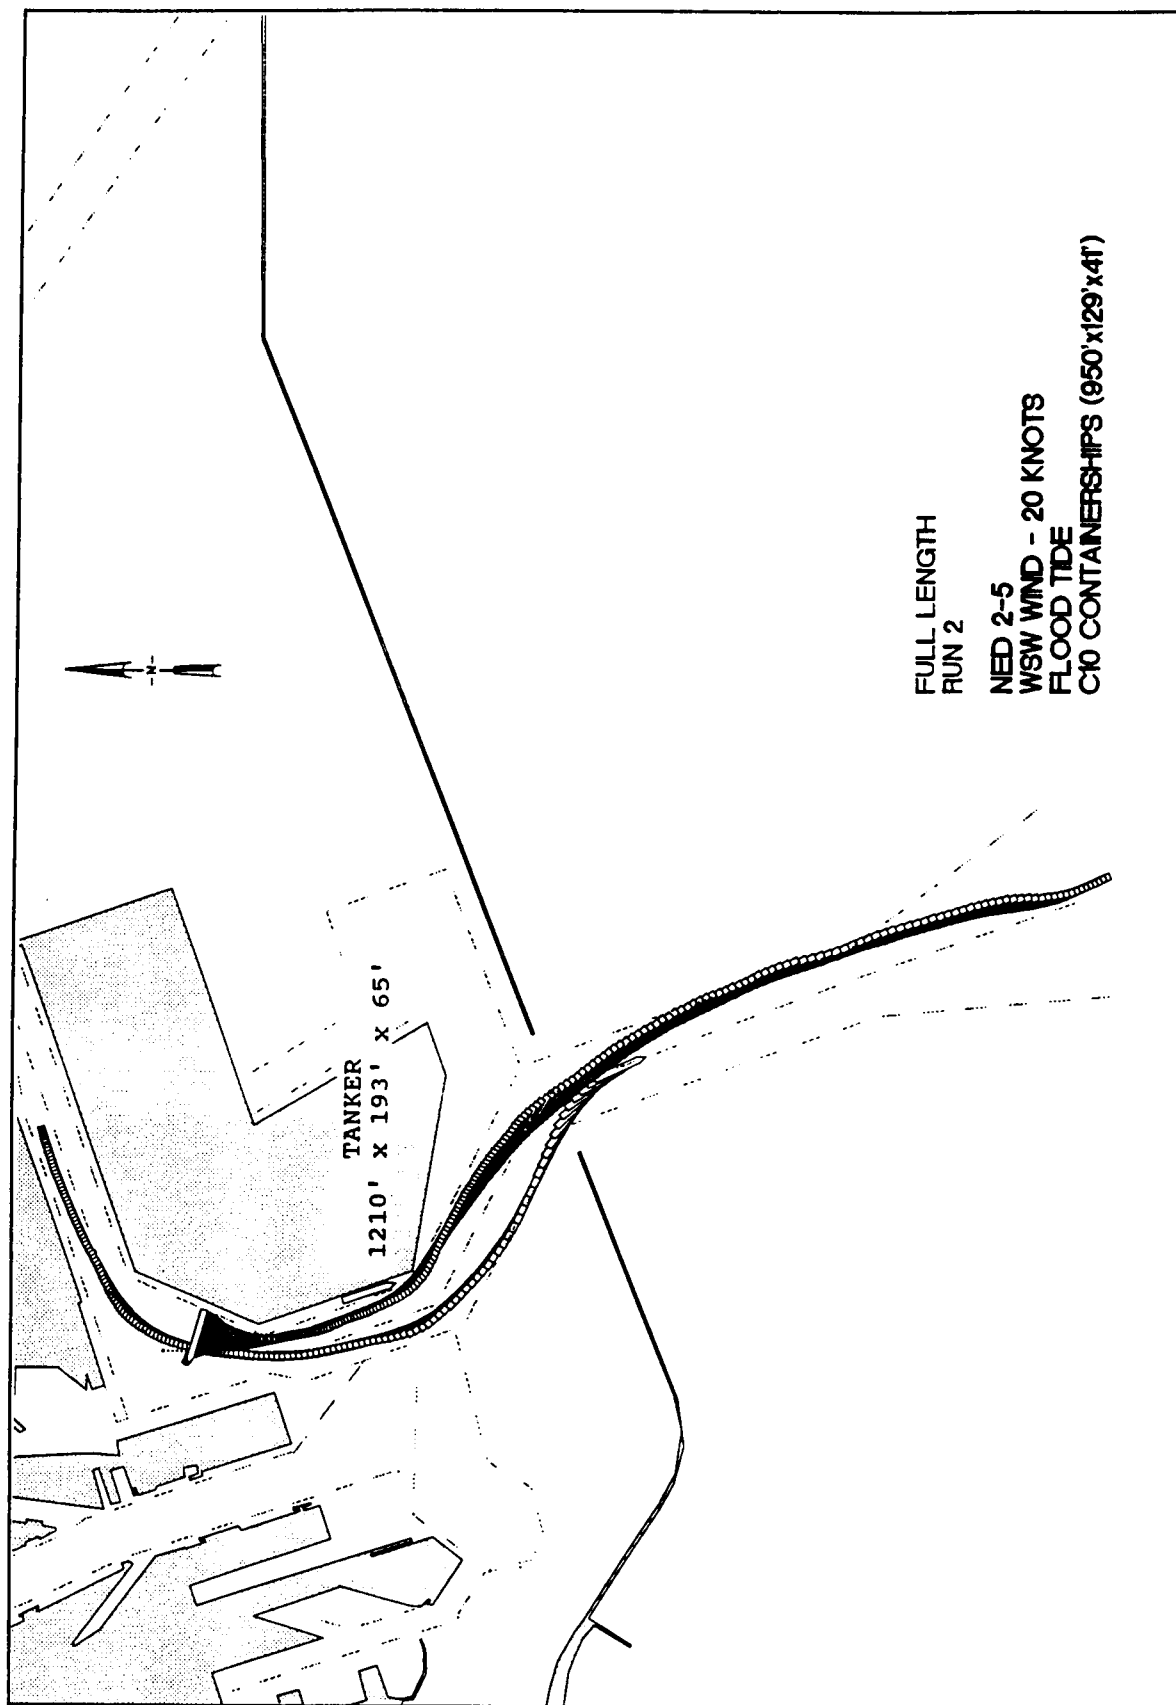 -N-
TANKER
1210' x 193' x 65'
FULL LENGTH
RUN 2
NED 2-5
WSW WIND - 20 KNOTS
FLOOD TIDE
C10 CONTAINERSHIPS (950'x129'x41')